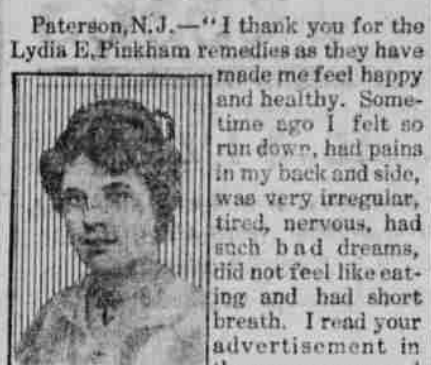 Paterson, N.J.—"I thank you for the
Lydia E. Pinkham remedies as they have
made me feel happy
and healthy. Some-
time ago I felt so
run down, had pains
in my back and side,
was very irregular,
tired, nervous, had
such bad dreams,
did not feel like eat-
ing and had short
breath. I read your
advertisement in